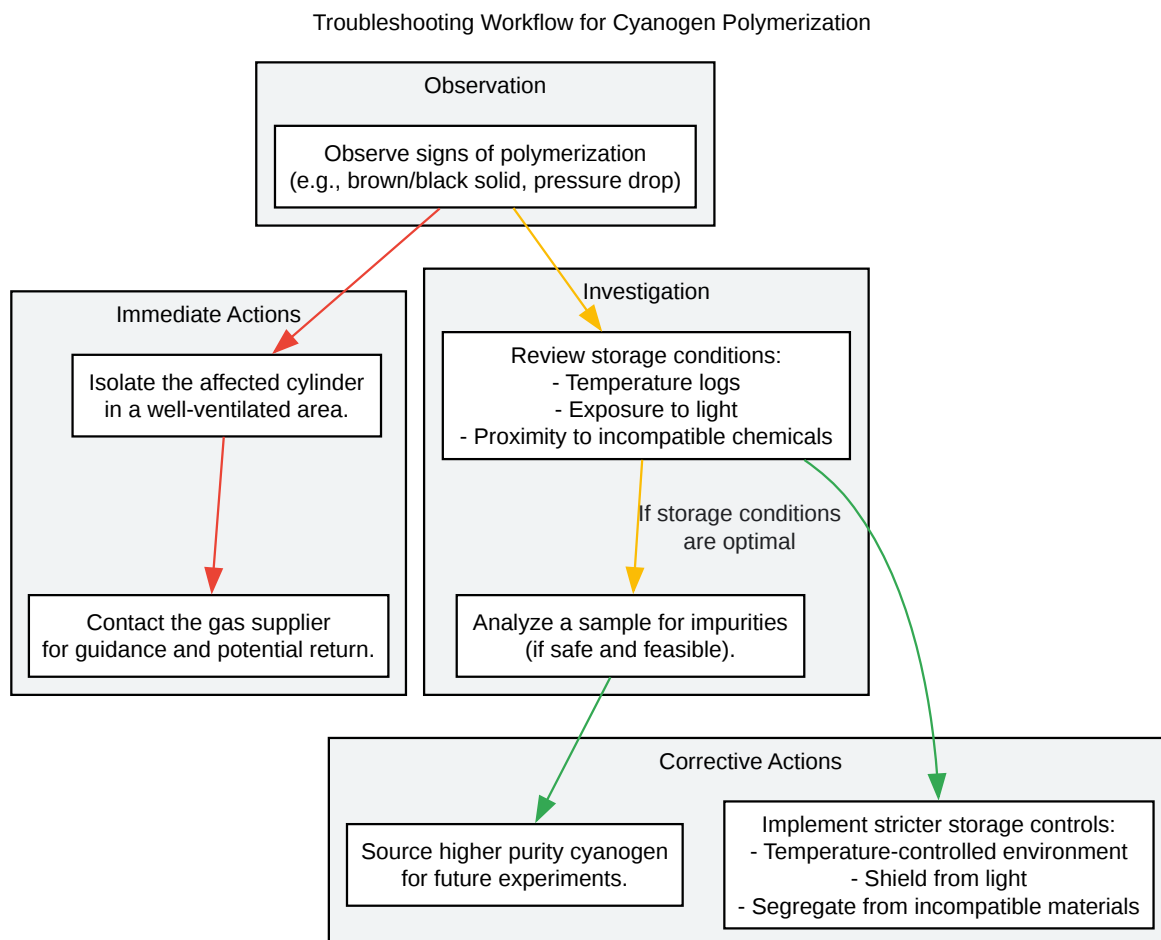 Troubleshooting Workflow for Cyanogen Polymerization
Observation
Observe signs of polymerization
(e.g., brown/black solid, pressure drop)
Immediate Actions
Isolate the affected cylinder
in a well-ventilated area.
Contact the gas supplier
for guidance and potential return.
Investigation
Review storage conditions:
- Temperature logs
- Exposure to light
- Proximity to incompatible chemicals
If storage conditions
are optimal
Analyze a sample for impurities
(if safe and feasible).
Corrective Actions
Source higher purity cyanogen
for future experiments.
Implement stricter storage controls:
- Temperature-controlled environment
- Shield from light
- Segregate from incompatible materials